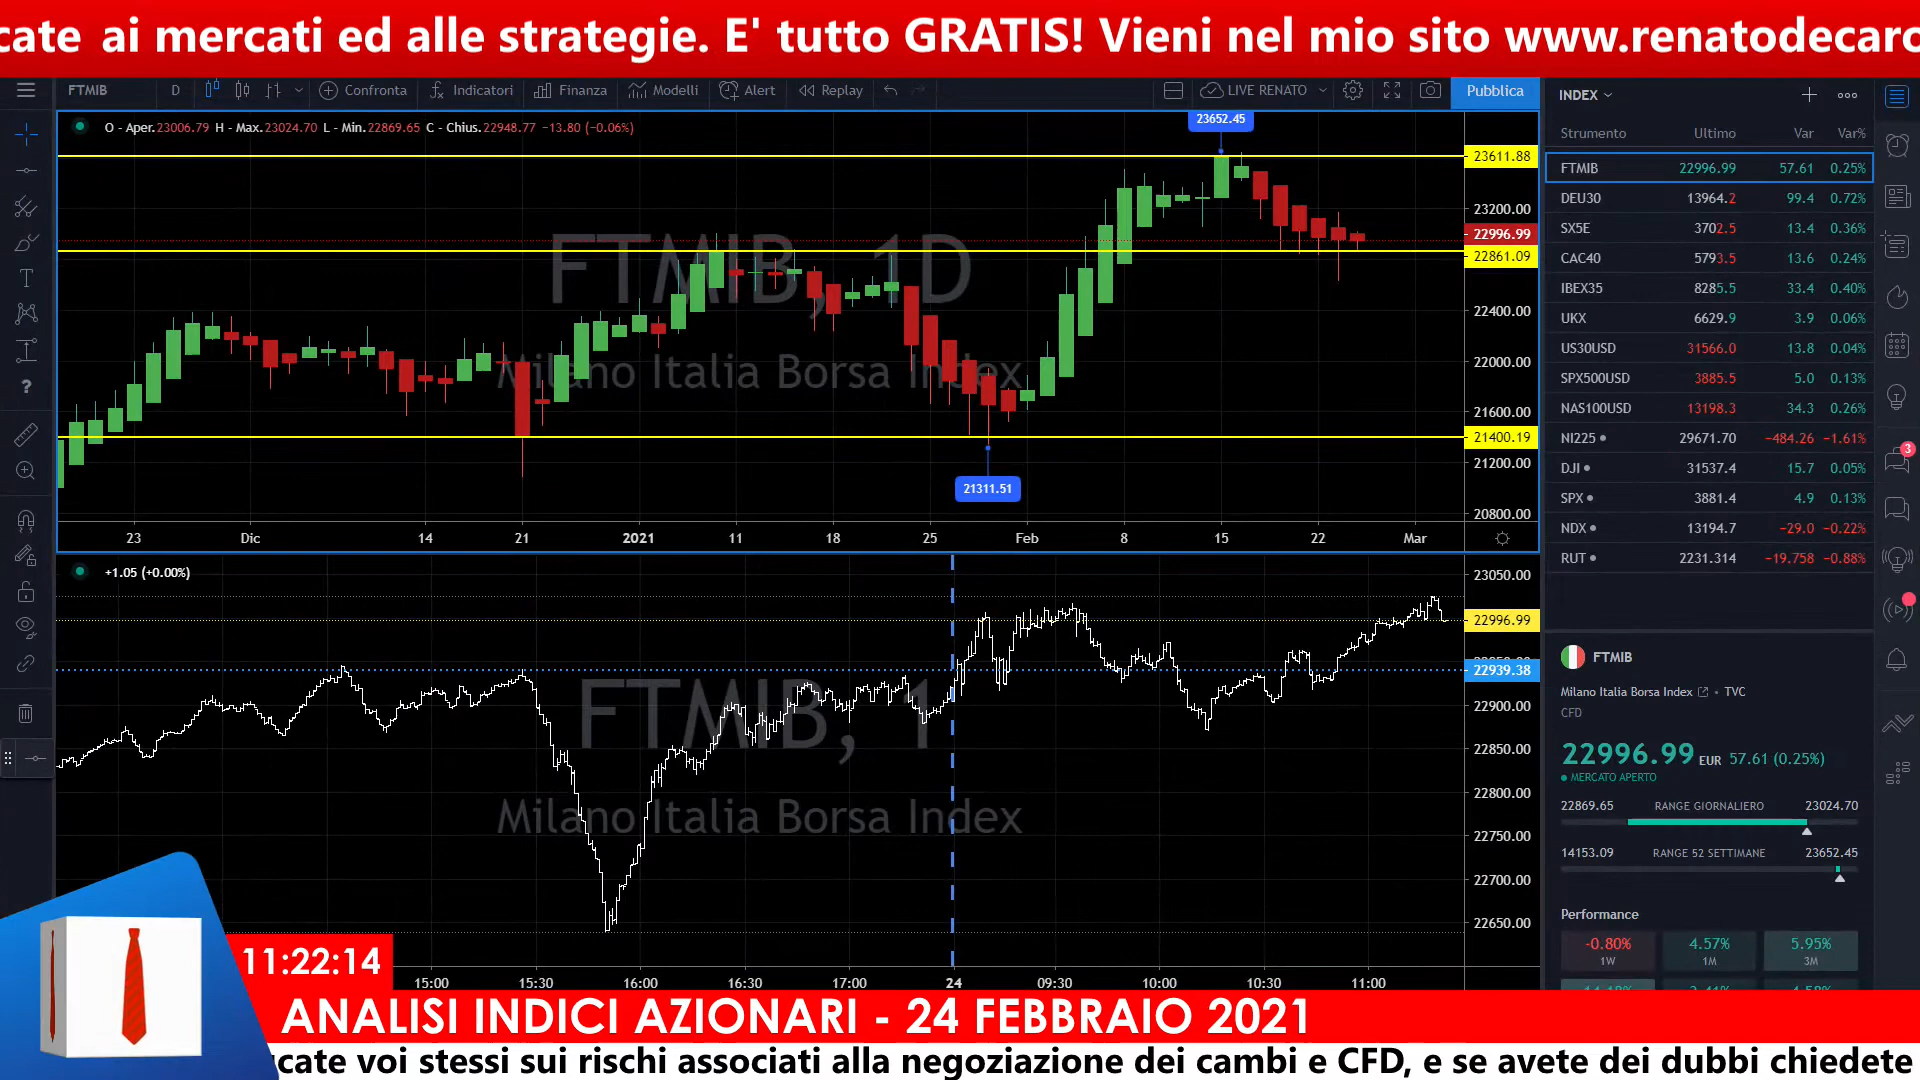 cate ai mercati ed alle strategie. E' tutto GRATIS! Vieni nel mio sito www.renatodecaro
FTMIB D Confronta Indicatori Finanza Modelli Alert Replay LIVE RENATO Pubblica
O - Aper.23006.79 H - Max.23024.70 L - Min.22869.65 C - Chius.22948.77 −13.80 (−0.06%)
23652.45
23611.88
23200.00
22996.99
22861.09
22400.00
22000.00
21600.00
21400.19
21200.00
20800.00
FTMIB, 1D
Milano Italia Borsa Index
21311.51
23 Dic 14 21 2021 11 18 25 Feb 8 15 22 Mar
+1.05 (+0.00%)
23050.00
22996.99
22939.38
22900.00
22850.00
22800.00
22750.00
22700.00
22650.00
FTMIB, 1
Milano Italia Borsa Index
15:00 15:30 16:00 16:30 17:00 24 09:30 10:00 10:30 11:00
INDEX
Strumento Ultimo Var Var%
FTMIB 22996.99 57.61 0.25%
DEU30 13964.2 99.4 0.72%
SX5E 3702.5 13.4 0.36%
CAC40 5793.5 13.6 0.24%
IBEX35 8285.5 33.4 0.40%
UKX 6629.9 3.9 0.06%
US30USD 31566.0 13.8 0.04%
SPX500USD 3885.5 5.0 0.13%
NAS100USD 13198.3 34.3 0.26%
NI225 29671.70 −484.26 −1.61%
DJI 31537.4 15.7 0.05%
SPX 3881.4 4.9 0.13%
NDX 13194.7 −29.0 −0.22%
RUT 2231.314 −19.758 −0.88%
3
FTMIB
Milano Italia Borsa Index • TVC
CFD
22996.99 EUR 57.61 (0.25%)
MERCATO APERTO
22869.65 RANGE GIORNALIERO 23024.70
14153.09 RANGE 52 SETTIMANE 23652.45
Performance
-0.80% 4.57% 5.95%
1W 1M 3M
11:22:14
ANALISI INDICI AZIONARI - 24 FEBBRAIO 2021
cate voi stessi sui rischi associati alla negoziazione dei cambi e CFD, e se avete dei dubbi chiedete